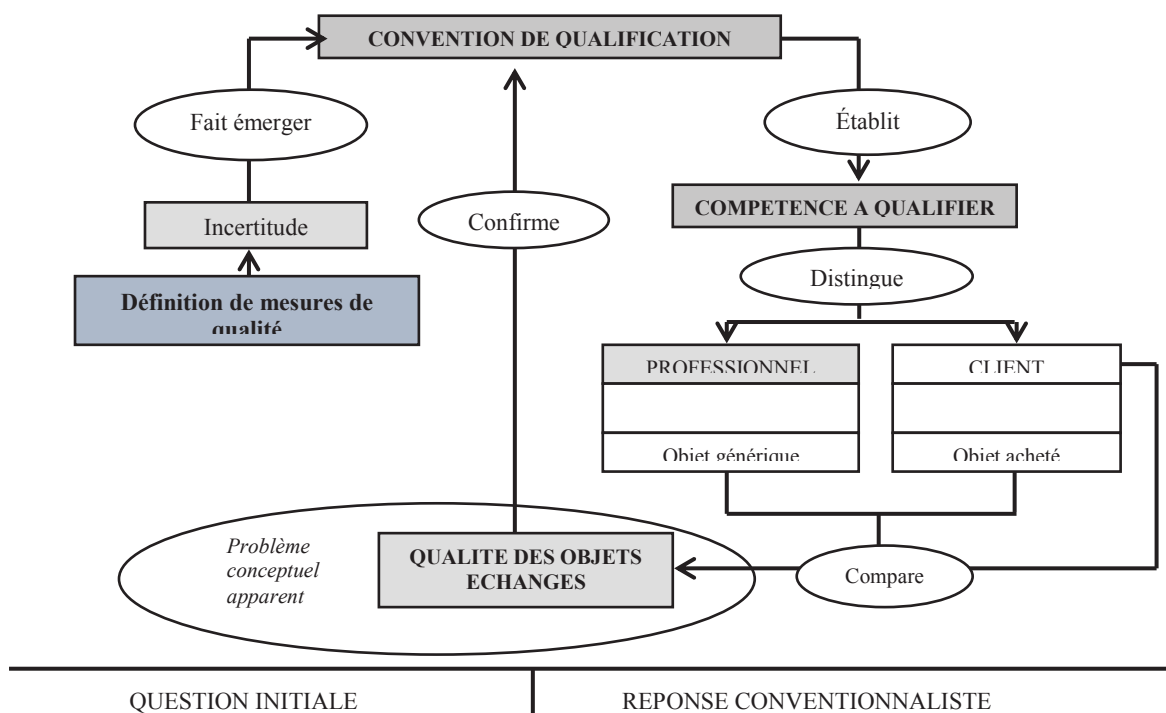 CONVENTION DE QUALIFICATION
Fait émerger
Établit
Incertitude
Confirme
COMPETENCE A QUALIFIER
Définition de mesures de
qualité
Distingue
PROFESSIONNEL
CLIENT
Objet générique
Objet acheté
Problème
conceptuel
apparent
QUALITE DES OBJETS
ECHANGES
Compare
QUESTION INITIALE
REPONSE CONVENTIONNALISTE